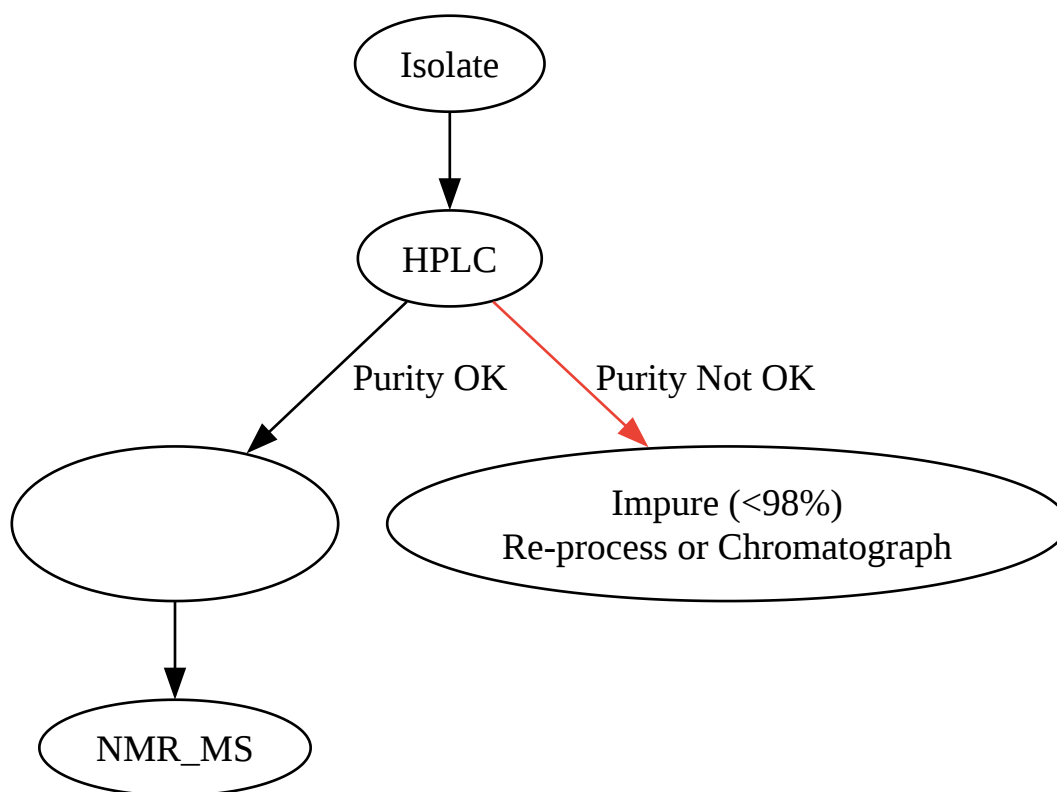 Isolate
HPLC
Purity OK
Purity Not OK
Impure (<98%)
Re-process or Chromatograph
NMR_MS